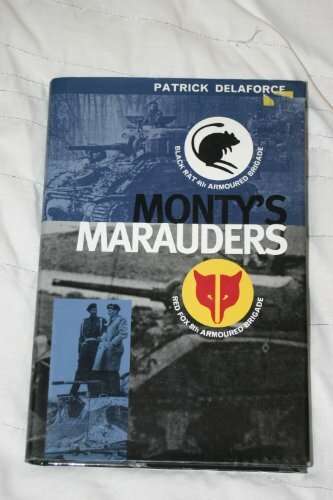 PATRICK DELAFORCE
BLACK RAT 4th ARMOURED BRIGADE
MONTY'S
MARAUDERS
RED FOX 8th ARMOURED BRIGADE